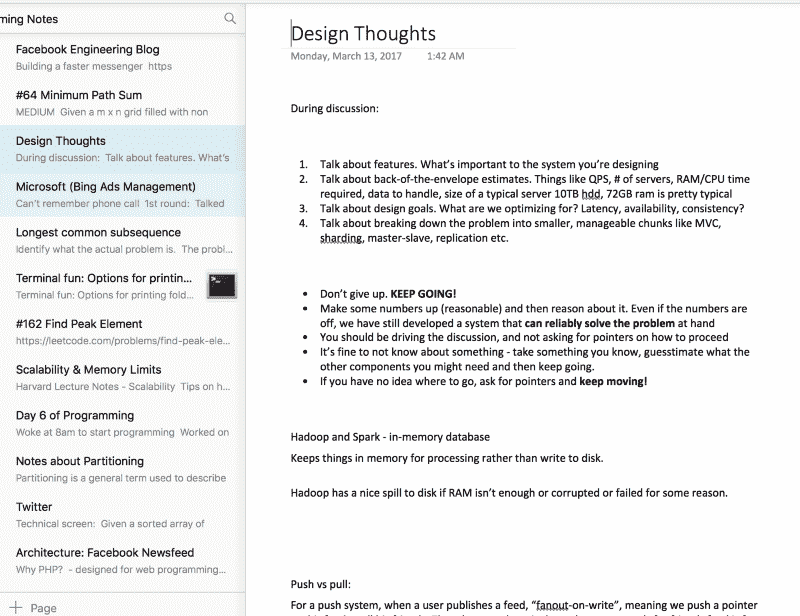 ming Notes
Facebook Engineering Blog
Building a faster messenger https
#64 Minimum Path Sum
MEDIUM Given a m x n grid filled with non
Design Thoughts
During discussion: Talk about features. What's
Microsoft (Bing Ads Management)
Can't remember phone call 1st round: Talked
Longest common subsequence
Identify what the actual problem is. The probl...
Terminal fun: Options for printin...
Terminal fun: Options for printing fold...
#162 Find Peak Element
https://leetcode.com/problems/find-peak-ele...
Scalability & Memory Limits
Harvard Lecture Notes - Scalability Tips on h...
Day 6 of Programming
Woke at 8am to start programming Worked on
Notes about Partitioning
Partitioning is a general term used to describe
Twitter
Technical screen: Given a sorted array of
Architecture: Facebook Newsfeed
Why PHP? - designed for web programming...
+ Page
Design Thoughts
Monday, March 13, 2017 1:42 AM
During discussion:
1. Talk about features. What's important to the system you're designing
2. Talk about back-of-the-envelope estimates. Things like QPS, # of servers, RAM/CPU time
required, data to handle, size of a typical server 10TB hdd, 72GB ram is pretty typical
3. Talk about design goals. What are we optimizing for? Latency, availability, consistency?
4. Talk about breaking down the problem into smaller, manageable chunks like MVC,
sharding, master-slave, replication etc.
• Don't give up. KEEP GOING!
• Make some numbers up (reasonable) and then reason about it. Even if the numbers are
off, we have still developed a system that can reliably solve the problem at hand
• You should be driving the discussion, and not asking for pointers on how to proceed
• It's fine to not know about something - take something you know, guesstimate what the
other components you might need and then keep going.
• If you have no idea where to go, ask for pointers and keep moving!
Hadoop and Spark - in-memory database
Keeps things in memory for processing rather than write to disk.
Hadoop has a nice spill to disk if RAM isn't enough or corrupted or failed for some reason.
Push vs pull:
For a push system, when a user publishes a feed, "fanout-on-write", meaning we push a pointer